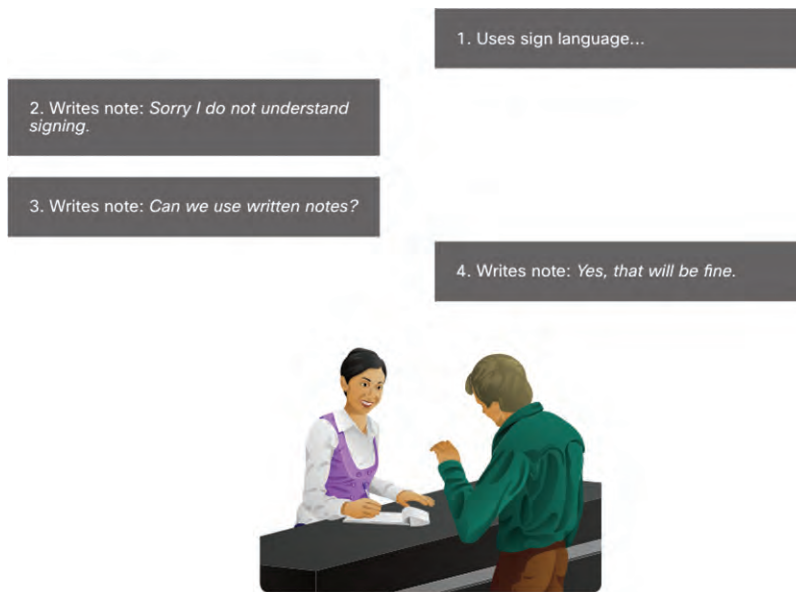 1. Uses sign language...
2. Writes note: Sorry I do not understand
signing.
3. Writes note: Can we use written notes?
4. Writes note: Yes, that will be fine.